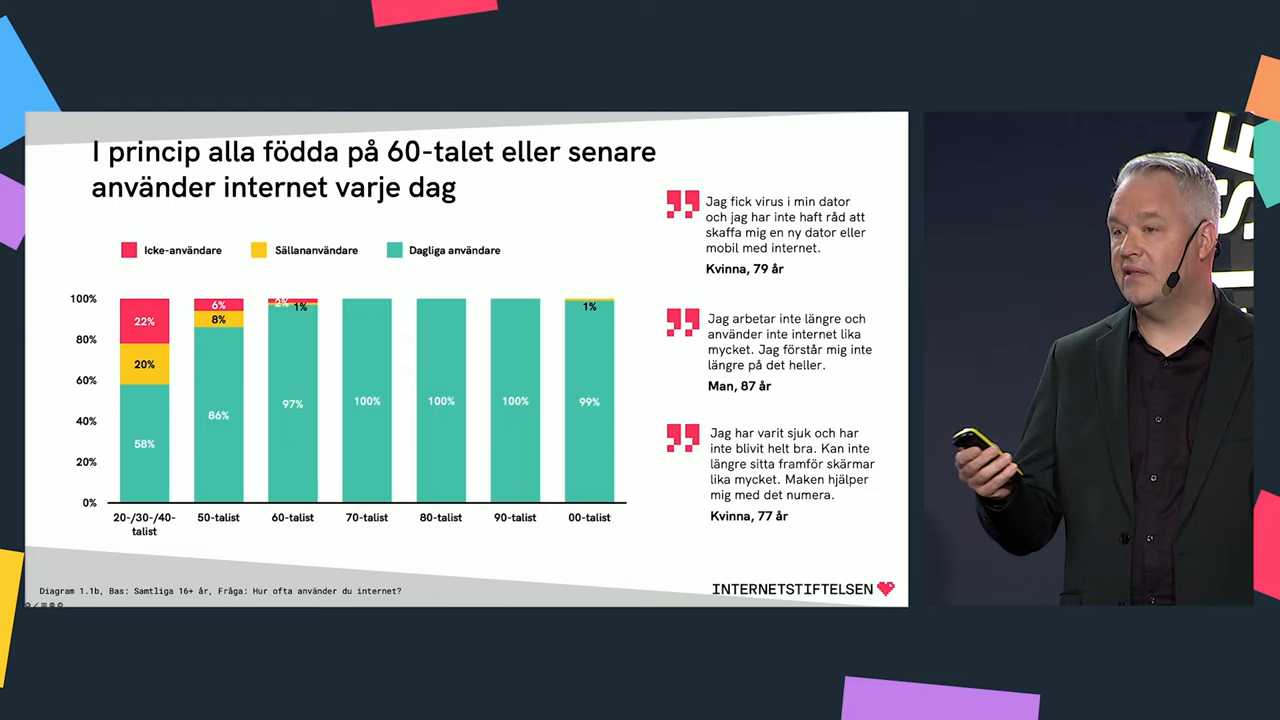 I princip alla födda på 60-talet eller senare
använder internet varje dag
Icke-användare
Sällananvändare
Dagliga användare
100%
80%
60%
40%
20%
0%
22%
20%
58%
6%
8%
86%
2%
1%
97%
100%
100%
100%
1%
99%
20-/30-/40-
talist
50-talist
60-talist
70-talist
80-talist
90-talist
00-talist
Jag fick virus i min dator
och jag har inte haft råd att
skaffa mig en ny dator eller
mobil med internet.
Kvinna, 79 år
Jag arbetar inte längre och
använder inte internet lika
mycket. Jag förstår mig inte
längre på det heller.
Man, 87 år
Jag har varit sjuk och har
inte blivit helt bra. Kan inte
längre sitta framför skärmar
lika mycket. Maken hjälper
mig med det numera.
Kvinna, 77 år
Diagram 1.1b, Bas: Samtliga 16+ år, Fråga: Hur ofta använder du internet?
INTERNETSTIFTELSEN